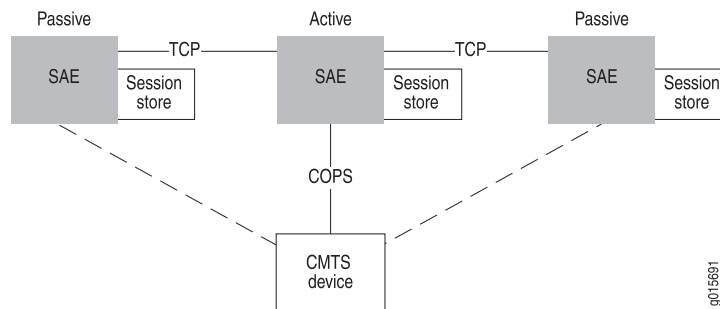 Passive
Active
Passive
TCP
TCP
SAE
Session
store
SAE
Session
store
SAE
Session
store
COPS
CMTS
device
g015691